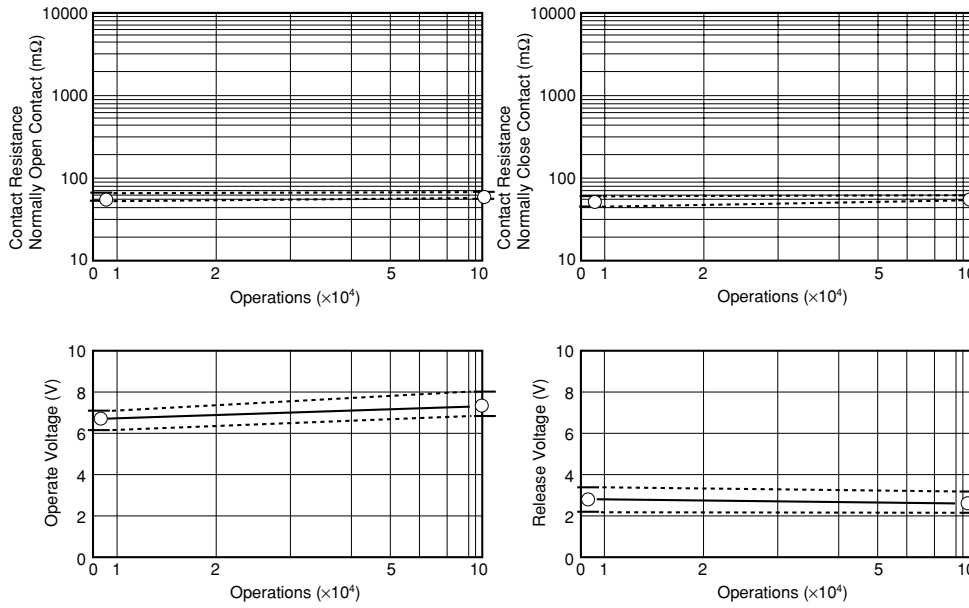 Contact Resistance
Normally Open Contact (mΩ)
10000
1000
100
10
0 1 2 5 10
Operations (×10⁴)
Contact Resistance
Normally Close Contact (mΩ)
10000
1000
100
10
0 1 2 5 10
Operations (×10⁴)
Operate Voltage (V)
10
8
6
4
2
0
0 1 2 5 10
Operations (×10⁴)
Release Voltage (V)
10
8
6
4
2
0
0 1 2 5 10
Operations (×10⁴)